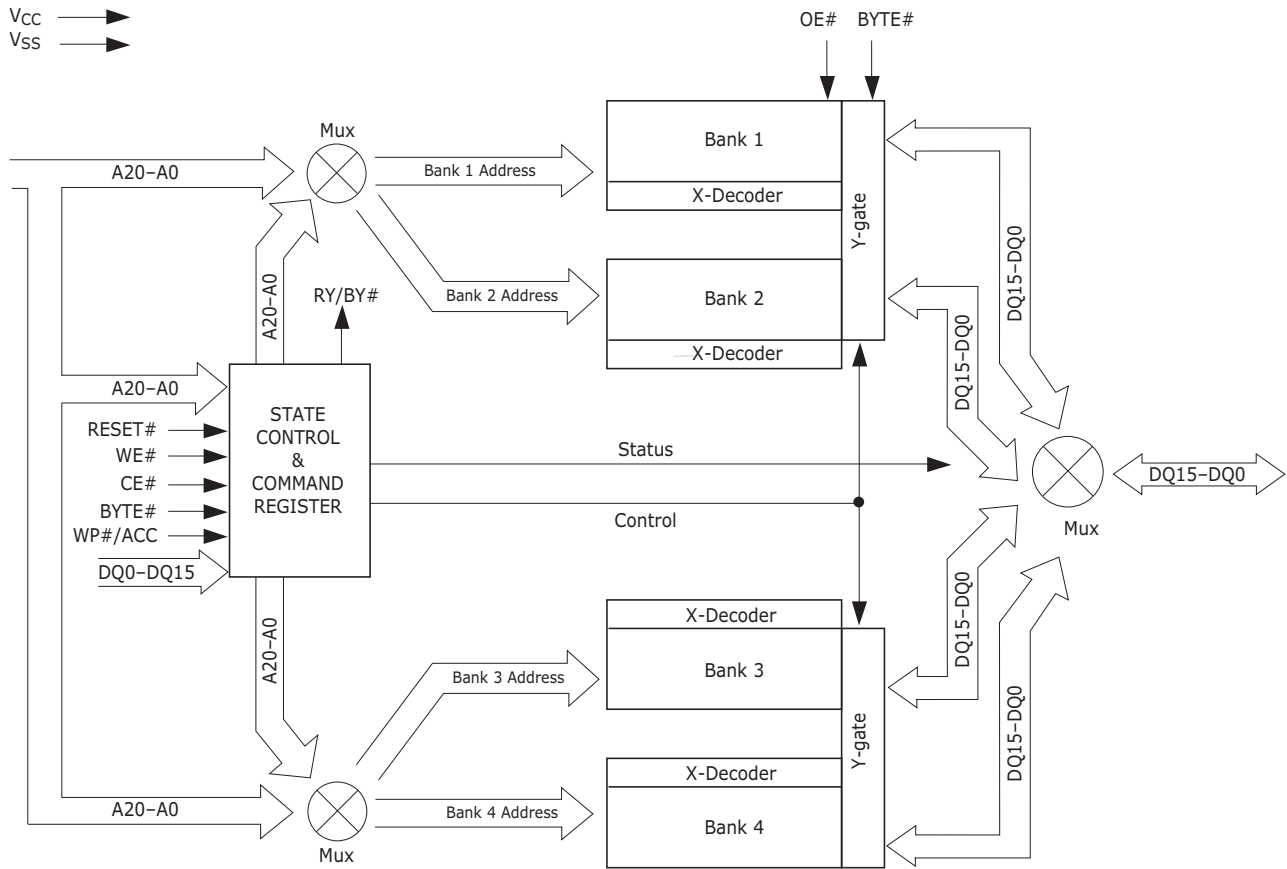 VCC
VSS
OE# BYTE#
Mux
A20–A0
Bank 1 Address
Bank 1
X-Decoder
Y-gate
DQ15–DQ0
A20–A0
RY/BY#
Bank 2 Address
Bank 2
X-Decoder
DQ15–DQ0
A20–A0
RESET#
WE#
CE#
BYTE#
WP#/ACC
DQ0–DQ15
STATE
CONTROL
&
COMMAND
REGISTER
Status
Control
DQ15–DQ0
Mux
A20–A0
X-Decoder
Bank 3 Address
Bank 3
Y-gate
DQ15–DQ0
DQ15–DQ0
X-Decoder
A20–A0
Bank 4 Address
Bank 4
Mux